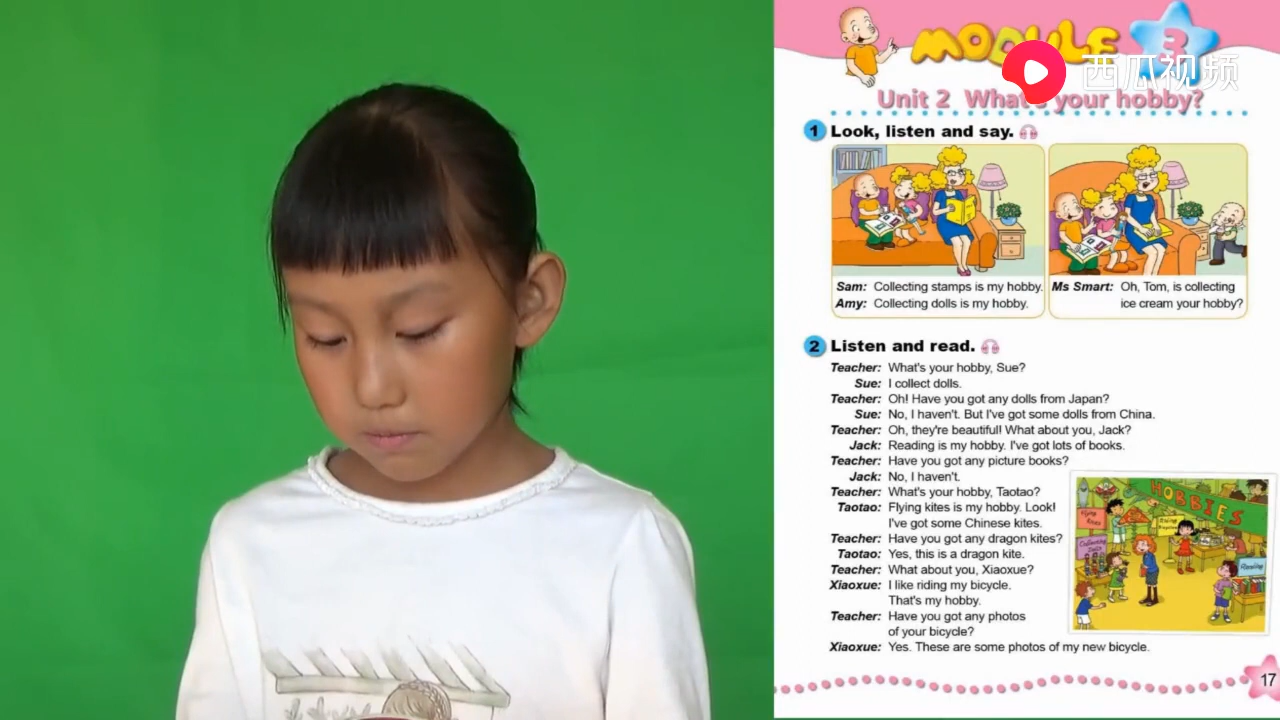 MODULE 3
西瓜视频
Unit 2 What's your hobby?
1 Look, listen and say.
Sam: Collecting stamps is my hobby.
Amy: Collecting dolls is my hobby.
Ms Smart: Oh, Tom, is collecting
ice cream your hobby?
2 Listen and read.
Teacher: What's your hobby, Sue?
Sue: I collect dolls.
Teacher: Oh! Have you got any dolls from Japan?
Sue: No, I haven't. But I've got some dolls from China.
Teacher: Oh, they're beautiful! What about you, Jack?
Jack: Reading is my hobby. I've got lots of books.
Teacher: Have you got any picture books?
Jack: No, I haven't.
Teacher: What's your hobby, Taotao?
Taotao: Flying kites is my hobby. Look!
I've got some Chinese kites.
Teacher: Have you got any dragon kites?
Taotao: Yes, this is a dragon kite.
Teacher: What about you, Xiaoxue?
Xiaoxue: I like riding my bicycle.
That's my hobby.
Teacher: Have you got any photos
of your bicycle?
Xiaoxue: Yes. These are some photos of my new bicycle.
HOBBIES
Flying
Kites
Riding
Collecting
Dolls
Reading
17